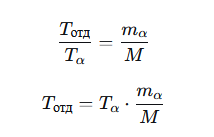 T_отд / T_α = m_α / M
T_отд = T_α · m_α / M